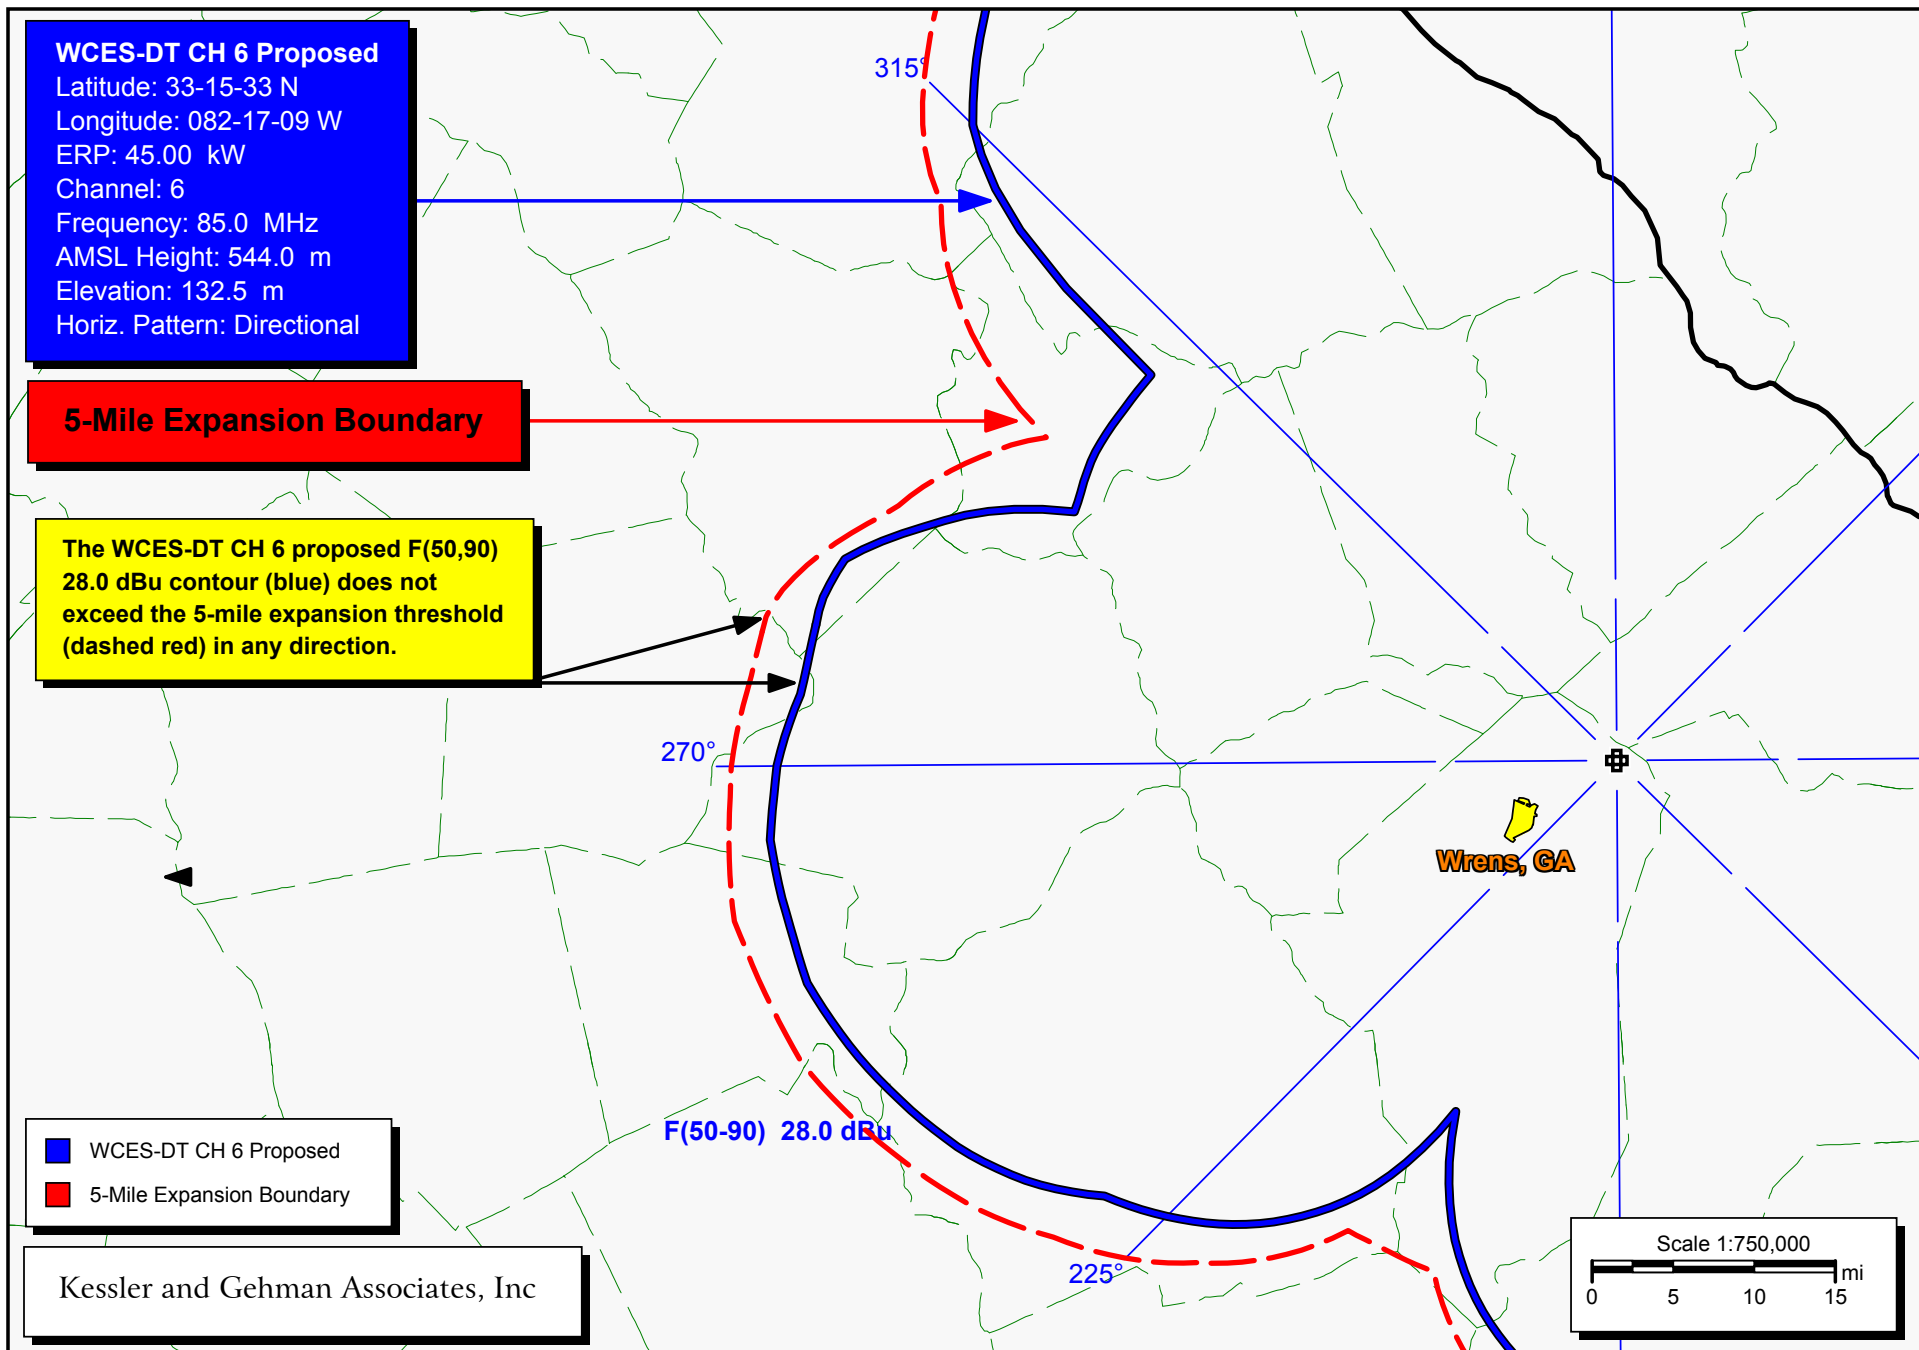 WCES-DT CH 6 Proposed
Latitude: 33-15-33 N
Longitude: 082-17-09 W
ERP: 45.00 kW
Channel: 6
Frequency: 85.0 MHz
AMSL Height: 544.0 m
Elevation: 132.5 m
Horiz. Pattern: Directional
315°
5-Mile Expansion Boundary
The WCES-DT CH 6 proposed F(50,90)
28.0 dBu contour (blue) does not
exceed the 5-mile expansion threshold
(dashed red) in any direction.
270°
Wrens, GA
F(50-90) 28.0 dBu
WCES-DT CH 6 Proposed
5-Mile Expansion Boundary
225°
Kessler and Gehman Associates, Inc
Scale 1:750,000
mi
0 5 10 15